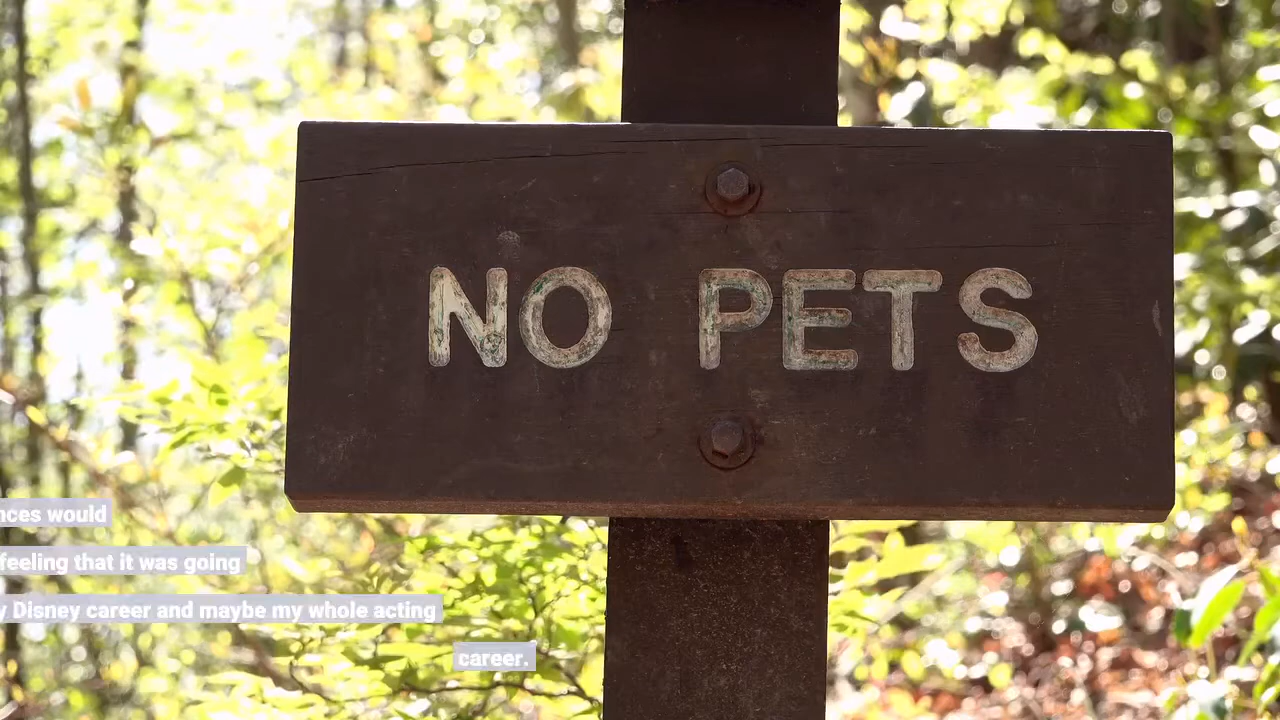 NO PETS
nces would
feeling that it was going
y Disney career and maybe my whole acting
career.